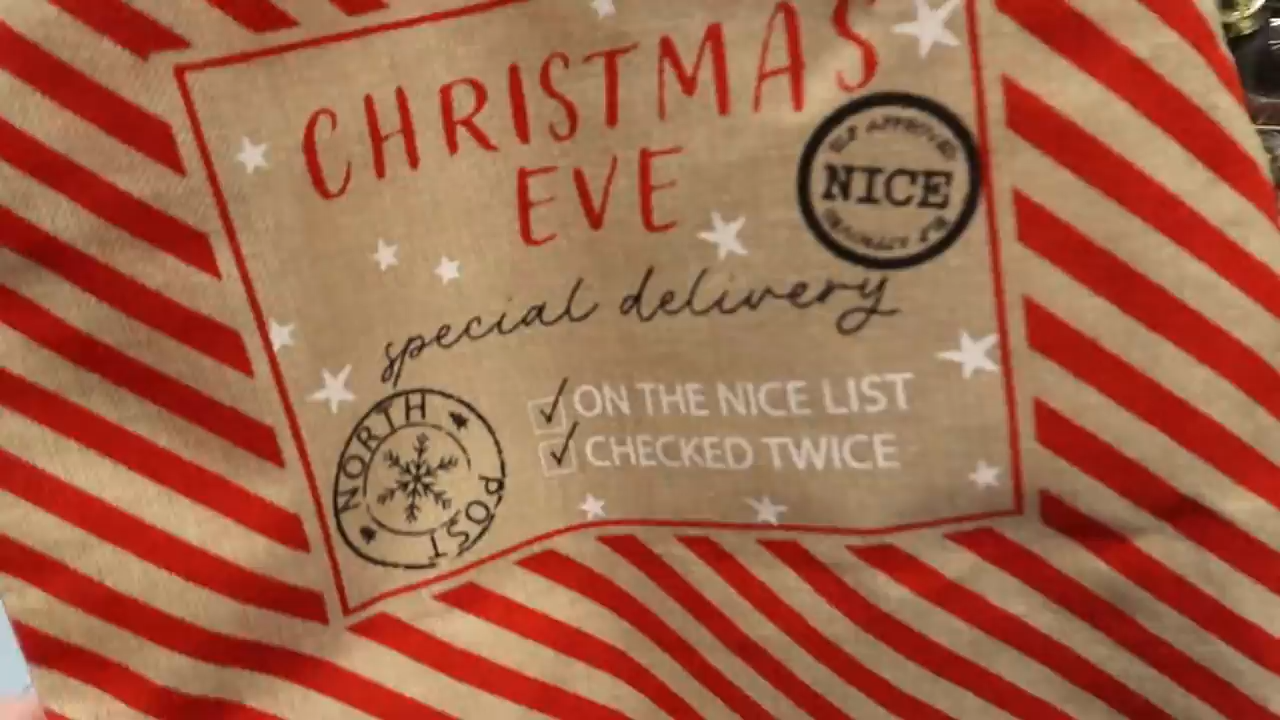 CHRISTMAS
EVE
NICE
special delivery
ON THE NICE LIST
CHECKED TWICE
NORTH
POST